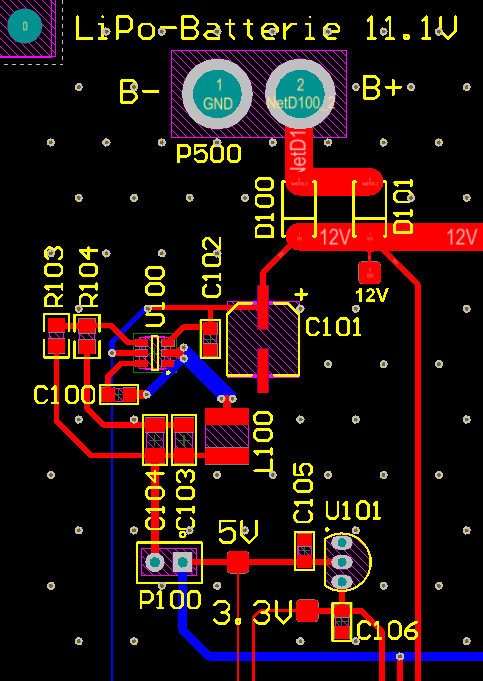 0
LiPo-Batterie 11.1V
B-
1
GND
2
NetD100_2
B+
P500
NetD1
D100
D101
12V
12V
12V
R103
R104
U100
C102
+
C101
C100
L100
C104
C103
C105
U101
5V
P100
3.3V
C106